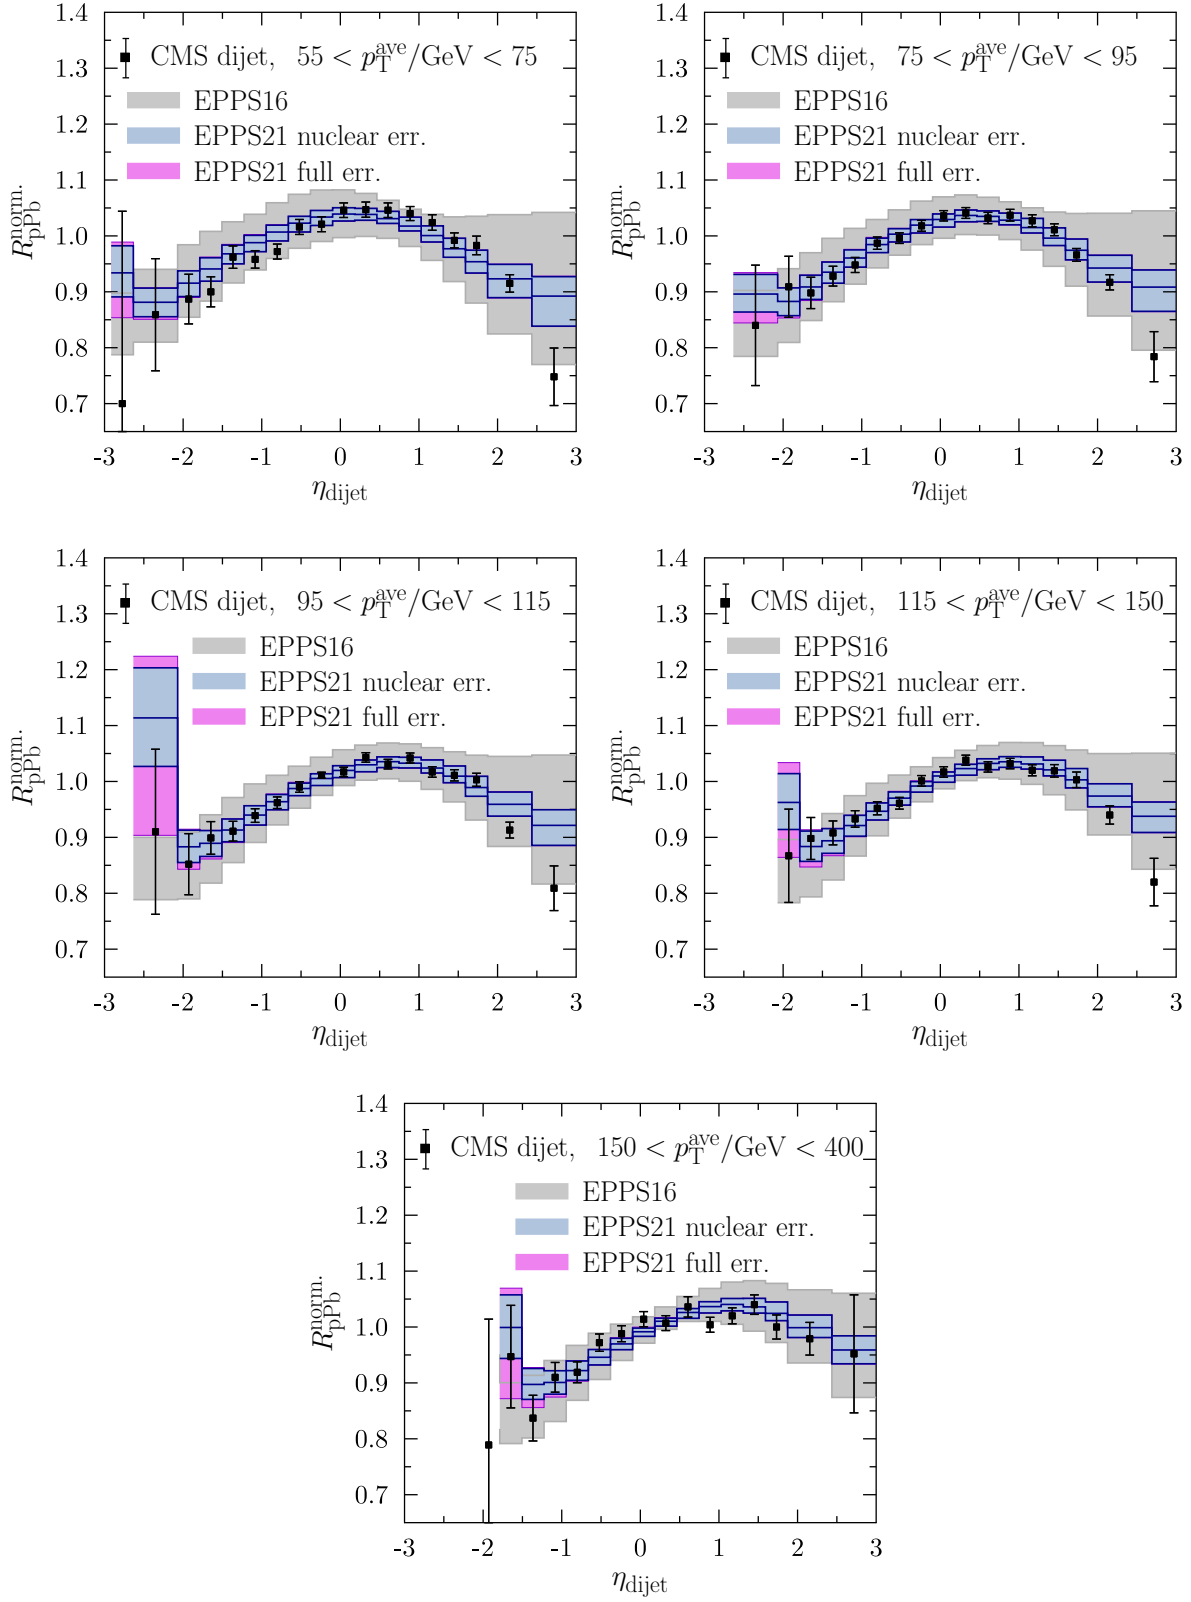 CMS dijet, 55 < p_T^ave/GeV < 75
EPPS16
EPPS21 nuclear err.
EPPS21 full err.
R_pPb^norm.
1.4
1.3
1.2
1.1
1.0
0.9
0.8
0.7
-3 -2 -1 0 1 2 3
η_dijet
CMS dijet, 75 < p_T^ave/GeV < 95
EPPS16
EPPS21 nuclear err.
EPPS21 full err.
R_pPb^norm.
1.4
1.3
1.2
1.1
1.0
0.9
0.8
0.7
-3 -2 -1 0 1 2 3
η_dijet
CMS dijet, 95 < p_T^ave/GeV < 115
EPPS16
EPPS21 nuclear err.
EPPS21 full err.
R_pPb^norm.
1.4
1.3
1.2
1.1
1.0
0.9
0.8
0.7
-3 -2 -1 0 1 2 3
η_dijet
CMS dijet, 115 < p_T^ave/GeV < 150
EPPS16
EPPS21 nuclear err.
EPPS21 full err.
R_pPb^norm.
1.4
1.3
1.2
1.1
1.0
0.9
0.8
0.7
-3 -2 -1 0 1 2 3
η_dijet
CMS dijet, 150 < p_T^ave/GeV < 400
EPPS16
EPPS21 nuclear err.
EPPS21 full err.
R_pPb^norm.
1.4
1.3
1.2
1.1
1.0
0.9
0.8
0.7
-3 -2 -1 0 1 2 3
η_dijet